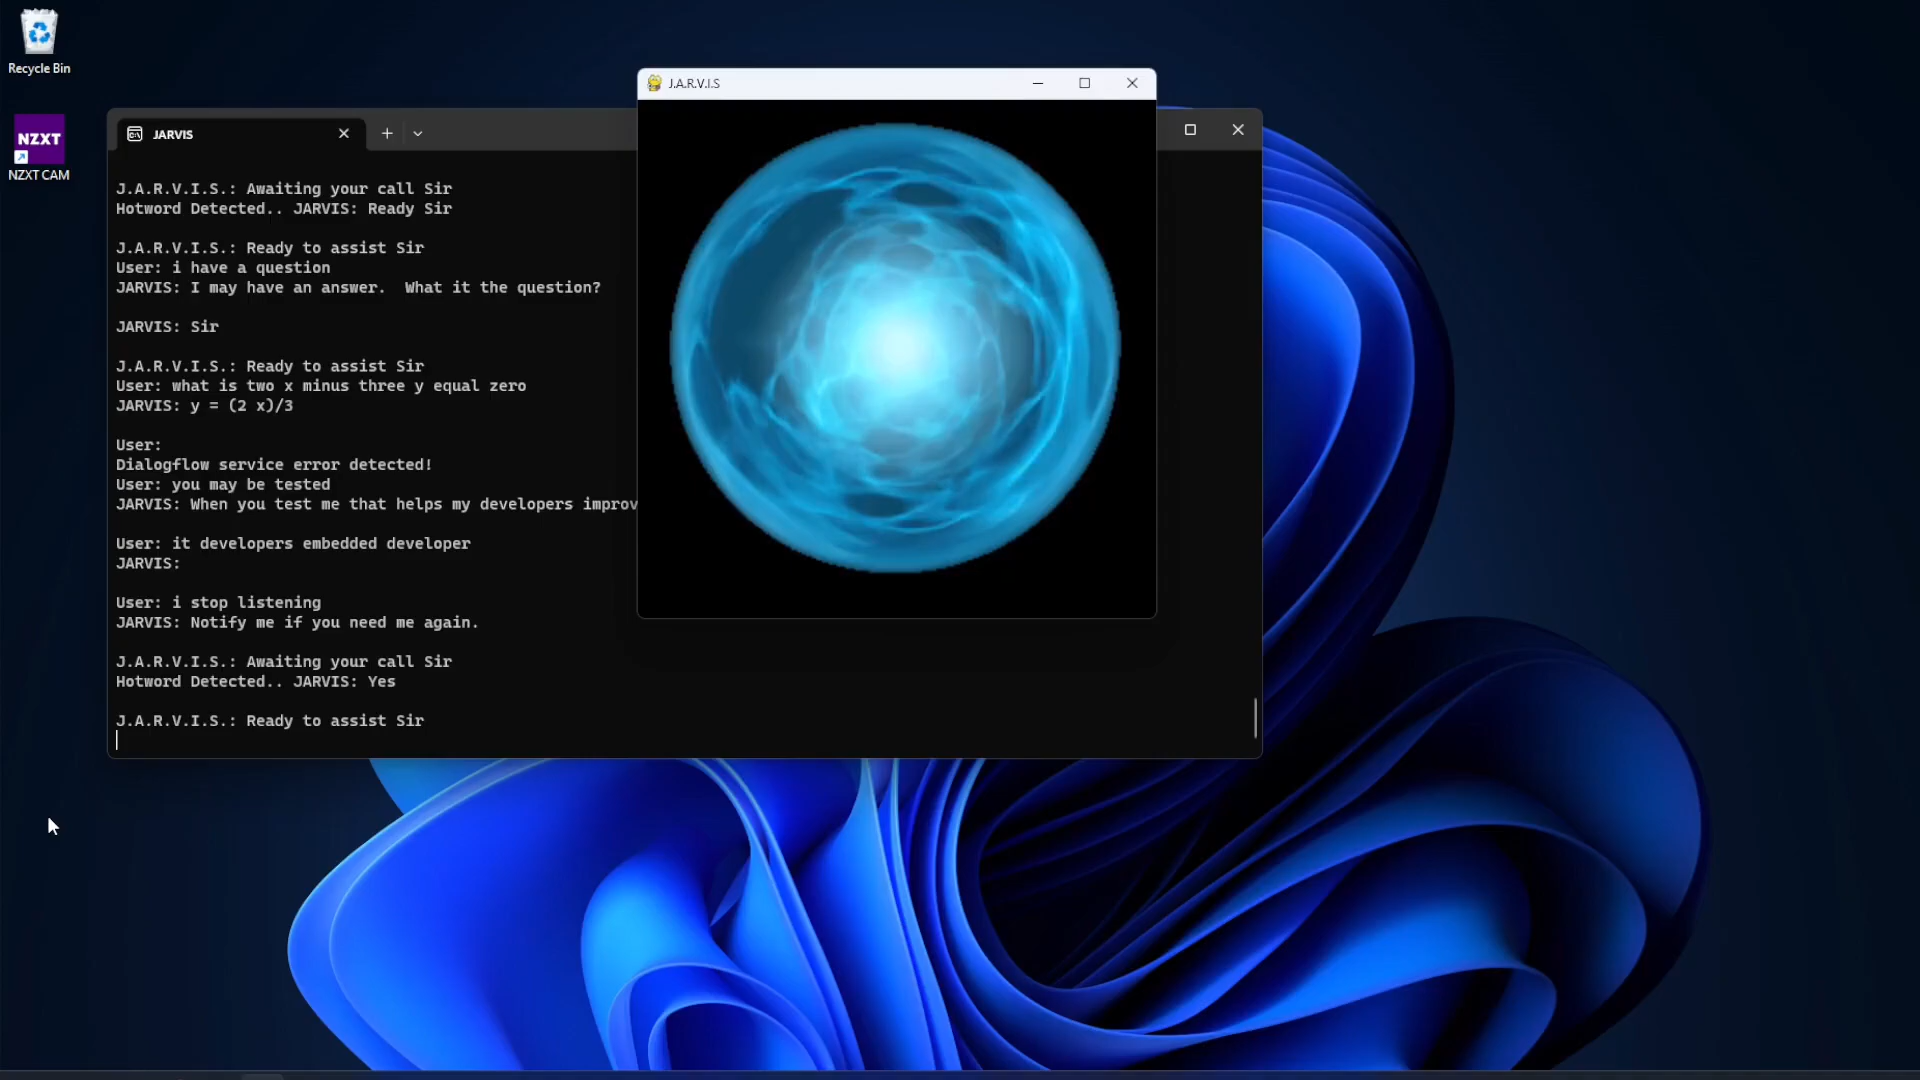 Recycle Bin
NZXT
NZXT CAM
JARVIS
J.A.R.V.I.S
J.A.R.V.I.S.: Awaiting your call Sir
Hotword Detected.. JARVIS: Ready Sir
J.A.R.V.I.S.: Ready to assist Sir
User: i have a question
JARVIS: I may have an answer.  What it the question?
JARVIS: Sir
J.A.R.V.I.S.: Ready to assist Sir
User: what is two x minus three y equal zero
JARVIS: y = (2 x)/3
User:
Dialogflow service error detected!
User: you may be tested
JARVIS: When you test me that helps my developers improv
User: it developers embedded developer
JARVIS:
User: i stop listening
JARVIS: Notify me if you need me again.
J.A.R.V.I.S.: Awaiting your call Sir
Hotword Detected.. JARVIS: Yes
J.A.R.V.I.S.: Ready to assist Sir